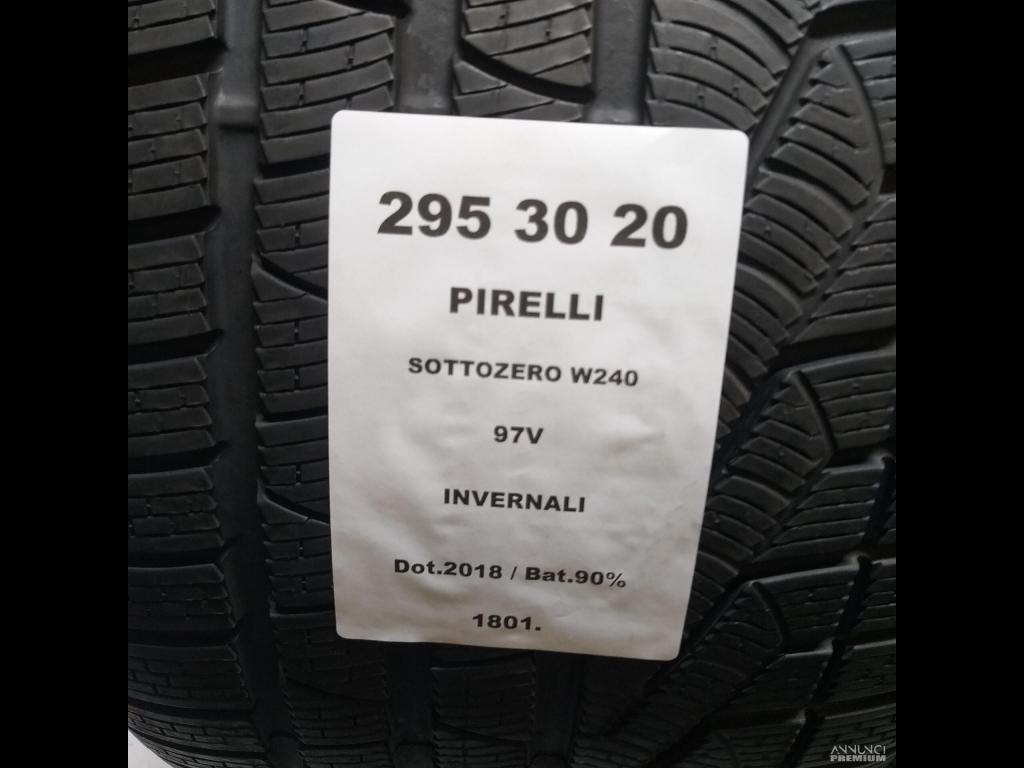 295 30 20
PIRELLI
SOTTOZERO W240
97V
INVERNALI
Dot.2018 / Bat.90%
1801.
ANNUNCI
PREMIUM